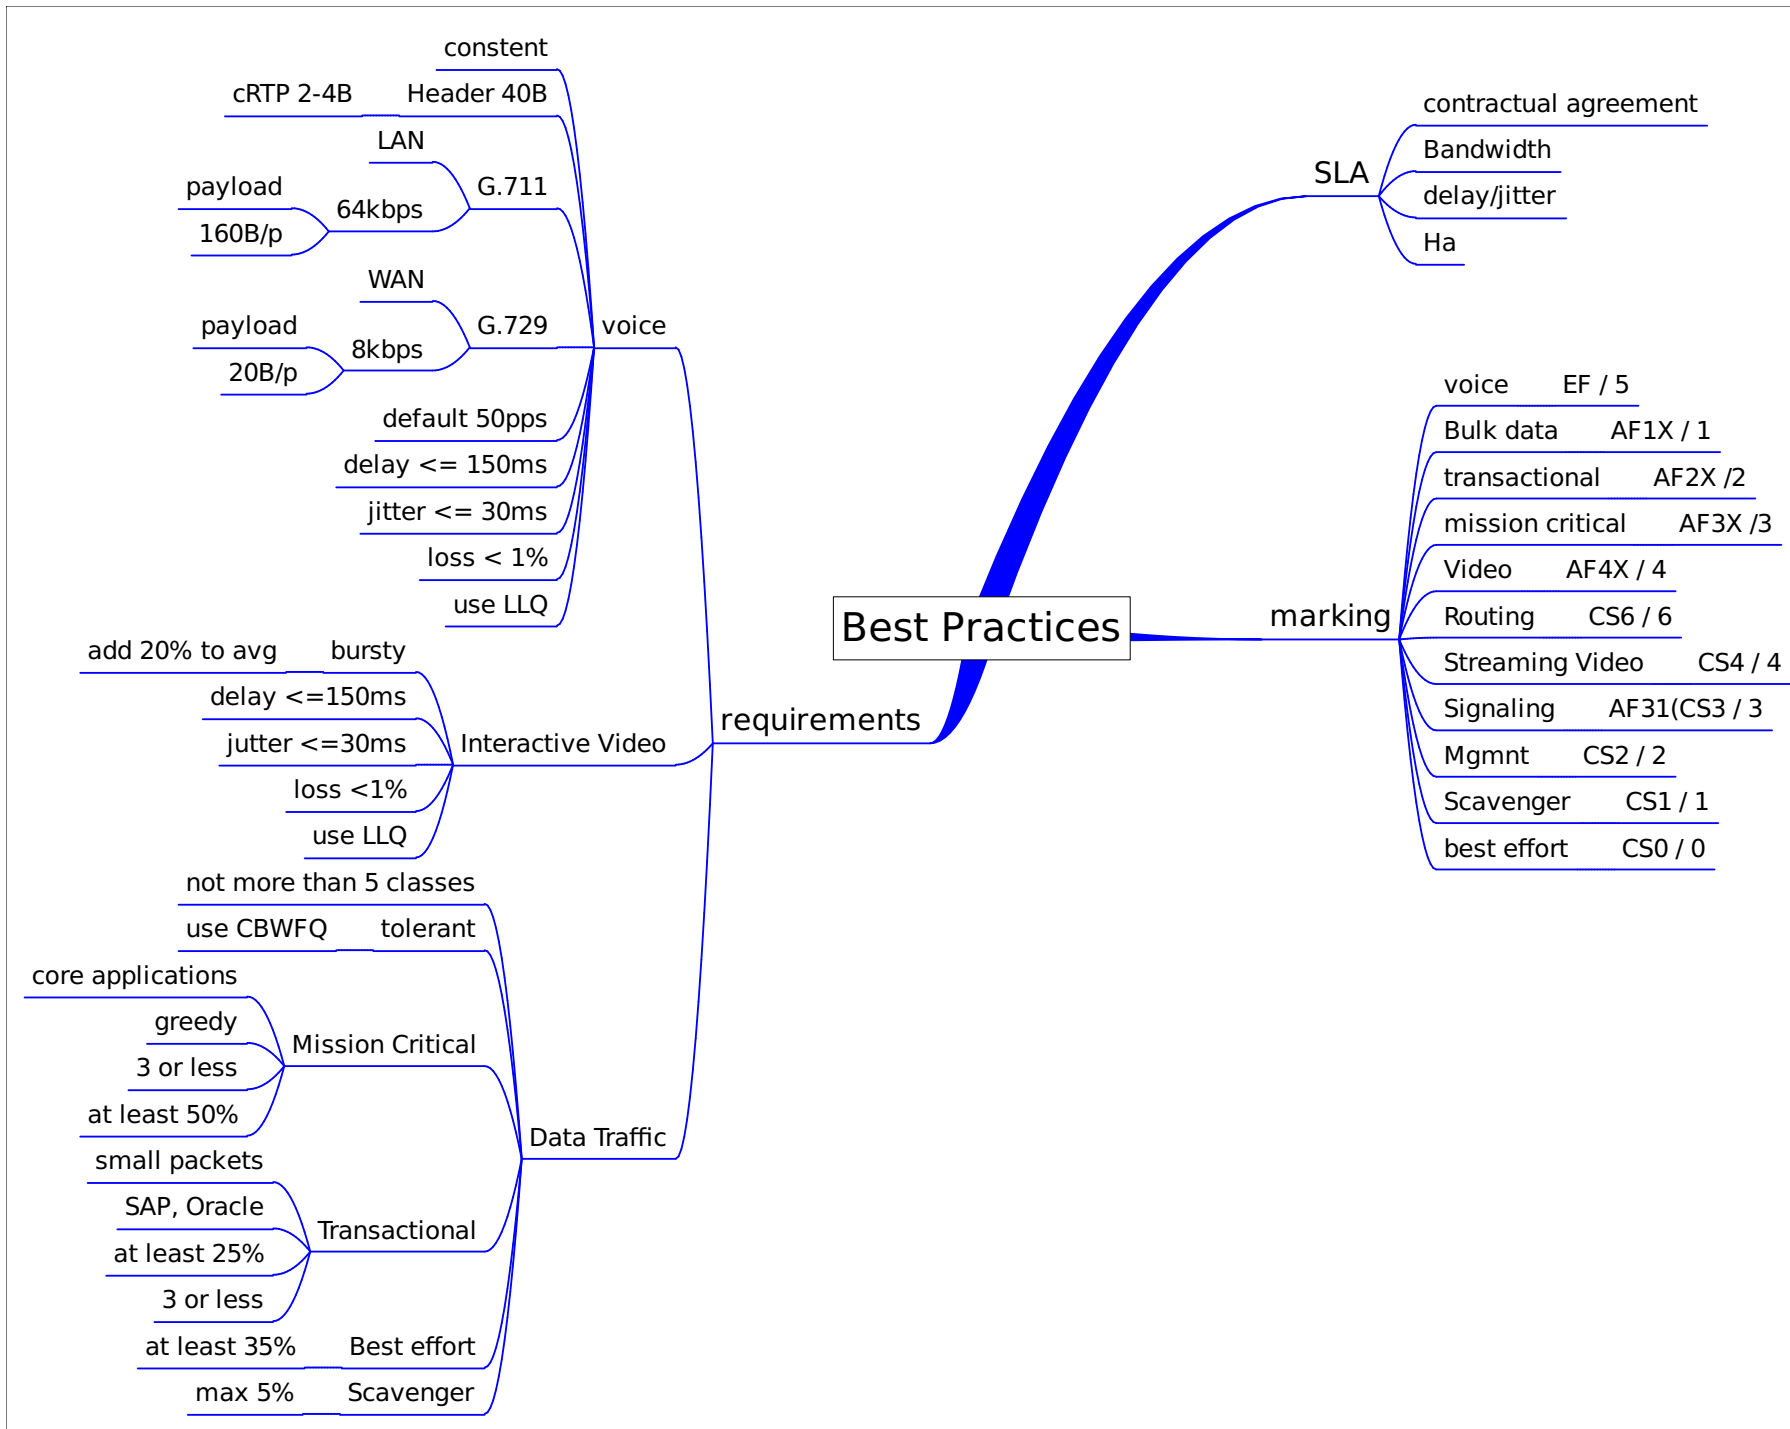 Best Practices
SLA
contractual agreement
Bandwidth
delay/jitter
Ha
marking
voice EF / 5
Bulk data AF1X / 1
transactional AF2X /2
mission critical AF3X /3
Video AF4X / 4
Routing CS6 / 6
Streaming Video CS4 / 4
Signaling AF31(CS3 / 3
Mgmnt CS2 / 2
Scavenger CS1 / 1
best effort CS0 / 0
requirements
voice
constent
cRTP 2-4B Header 40B
LAN
G.711
64kbps
payload
160B/p
WAN
G.729
8kbps
payload
20B/p
default 50pps
delay <= 150ms
jitter <= 30ms
loss < 1%
use LLQ
Interactive Video
add 20% to avg bursty
delay <=150ms
jutter <=30ms
loss <1%
use LLQ
Data Traffic
not more than 5 classes
use CBWFQ tolerant
Mission Critical
core applications
greedy
3 or less
at least 50%
Transactional
small packets
SAP, Oracle
at least 25%
3 or less
at least 35% Best effort
max 5% Scavenger